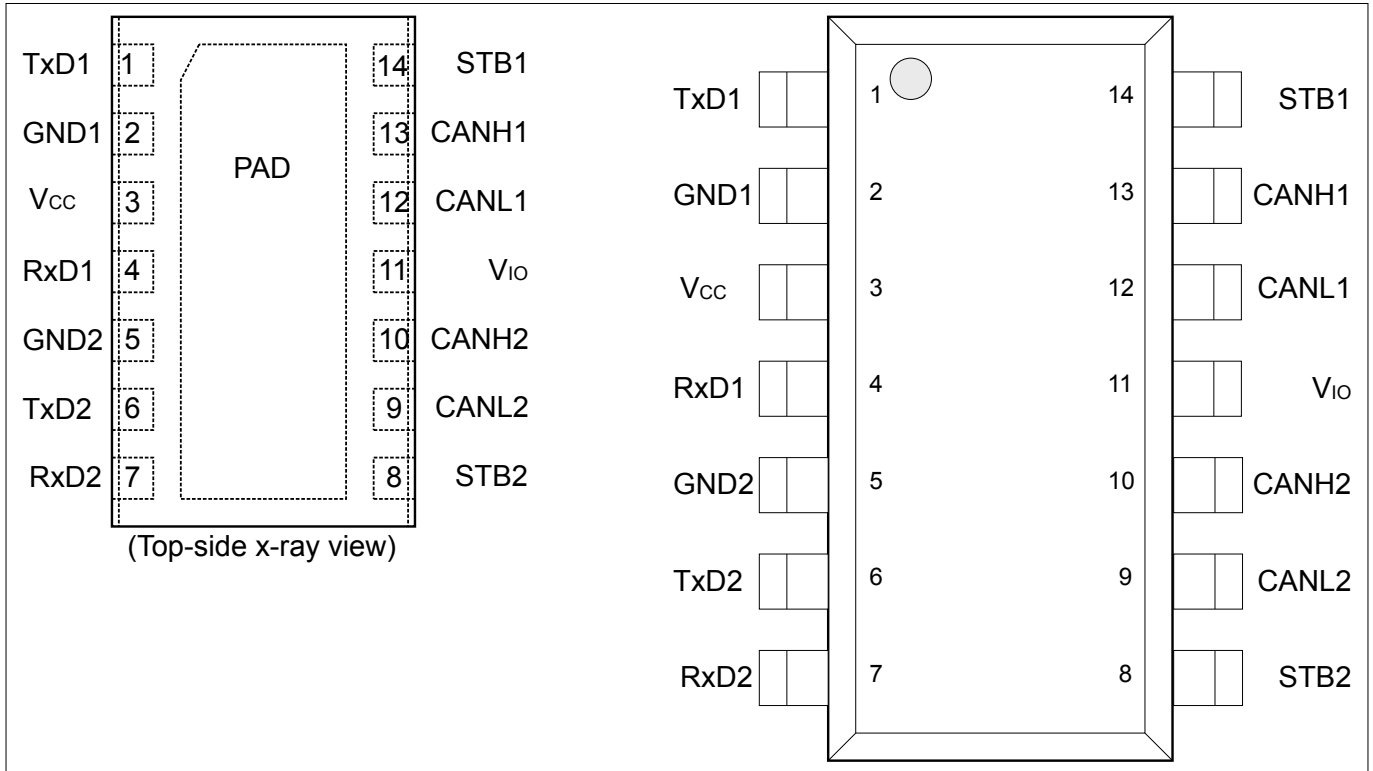 TxD1 1 14 STB1
GND1 2 13 CANH1
PAD
VCC 3 12 CANL1
RxD1 4 11 VIO
GND2 5 10 CANH2
TxD2 6 9 CANL2
RxD2 7 8 STB2
(Top-side x-ray view)
TxD1 1 14 STB1
GND1 2 13 CANH1
VCC 3 12 CANL1
RxD1 4 11 VIO
GND2 5 10 CANH2
TxD2 6 9 CANL2
RxD2 7 8 STB2